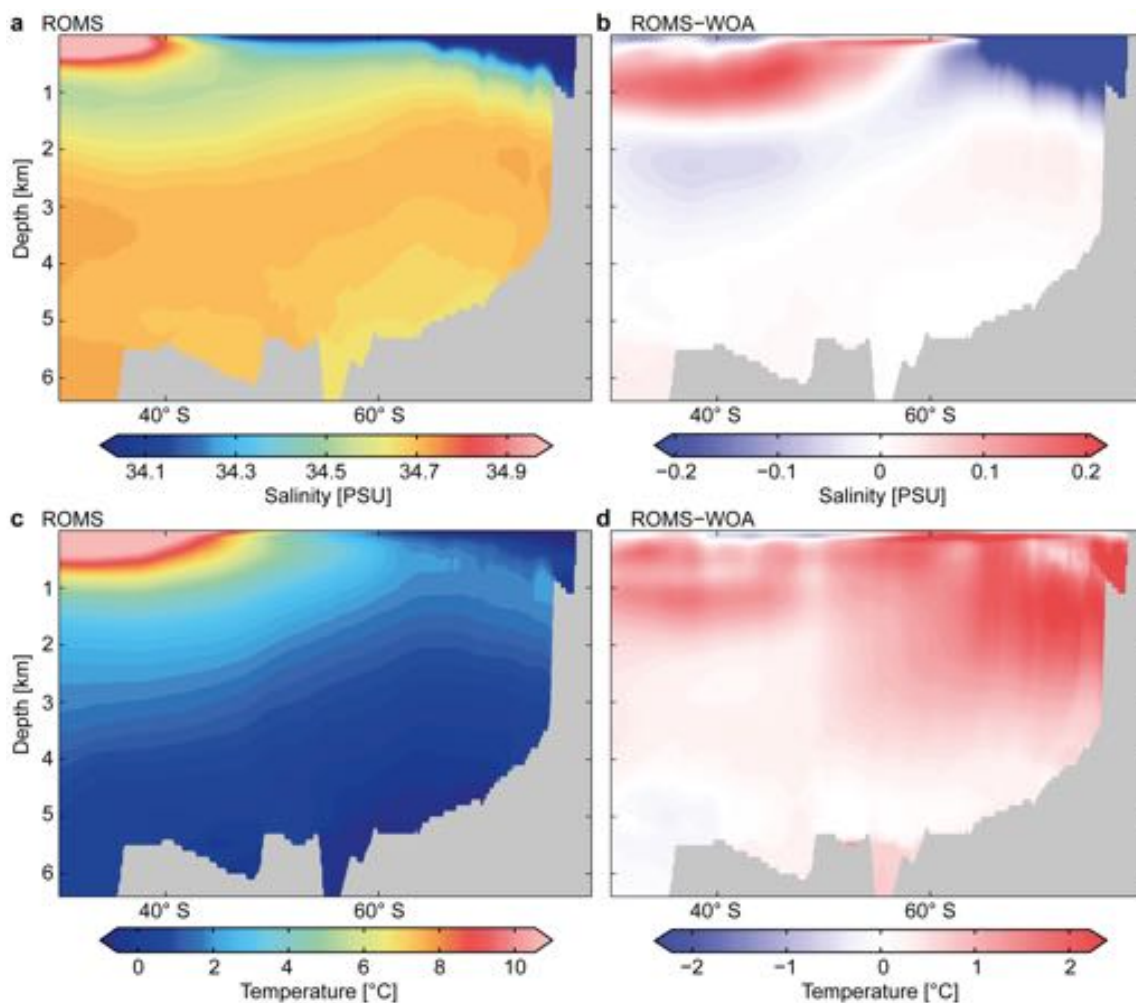 a ROMS
b ROMS−WOA
Depth [km]
1
2
3
4
5
6
40° S
60° S
40° S
60° S
34.1
34.3
34.5
34.7
34.9
Salinity [PSU]
−0.2
−0.1
0
0.1
0.2
Salinity [PSU]
c ROMS
d ROMS−WOA
Depth [km]
1
2
3
4
5
6
40° S
60° S
40° S
60° S
0
2
4
6
8
10
Temperature [°C]
−2
−1
0
1
2
Temperature [°C]